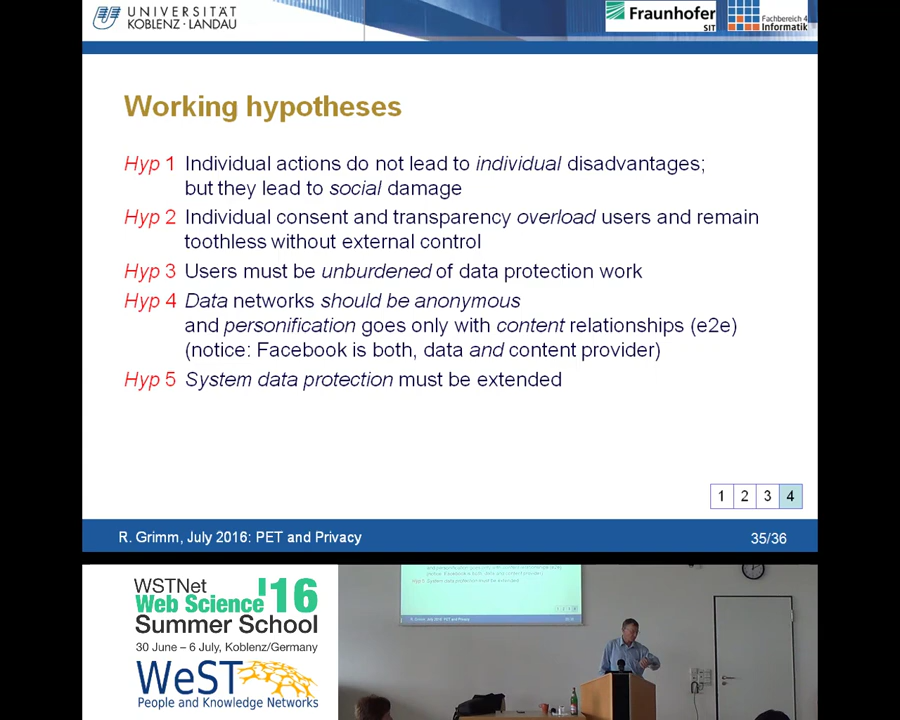 UNIVERSITÄT
KOBLENZ · LANDAU
Fraunhofer
SIT
Fachbereich 4
Informatik
Working hypotheses
Hyp 1 Individual actions do not lead to individual disadvantages;
but they lead to social damage
Hyp 2 Individual consent and transparency overload users and remain
toothless without external control
Hyp 3 Users must be unburdened of data protection work
Hyp 4 Data networks should be anonymous
and personification goes only with content relationships (e2e)
(notice: Facebook is both, data and content provider)
Hyp 5 System data protection must be extended
1 2 3 4
R. Grimm, July 2016: PET and Privacy
35/36
WSTNet
Web Science '16
Summer School
30 June – 6 July, Koblenz/Germany
WeST
People and Knowledge Networks